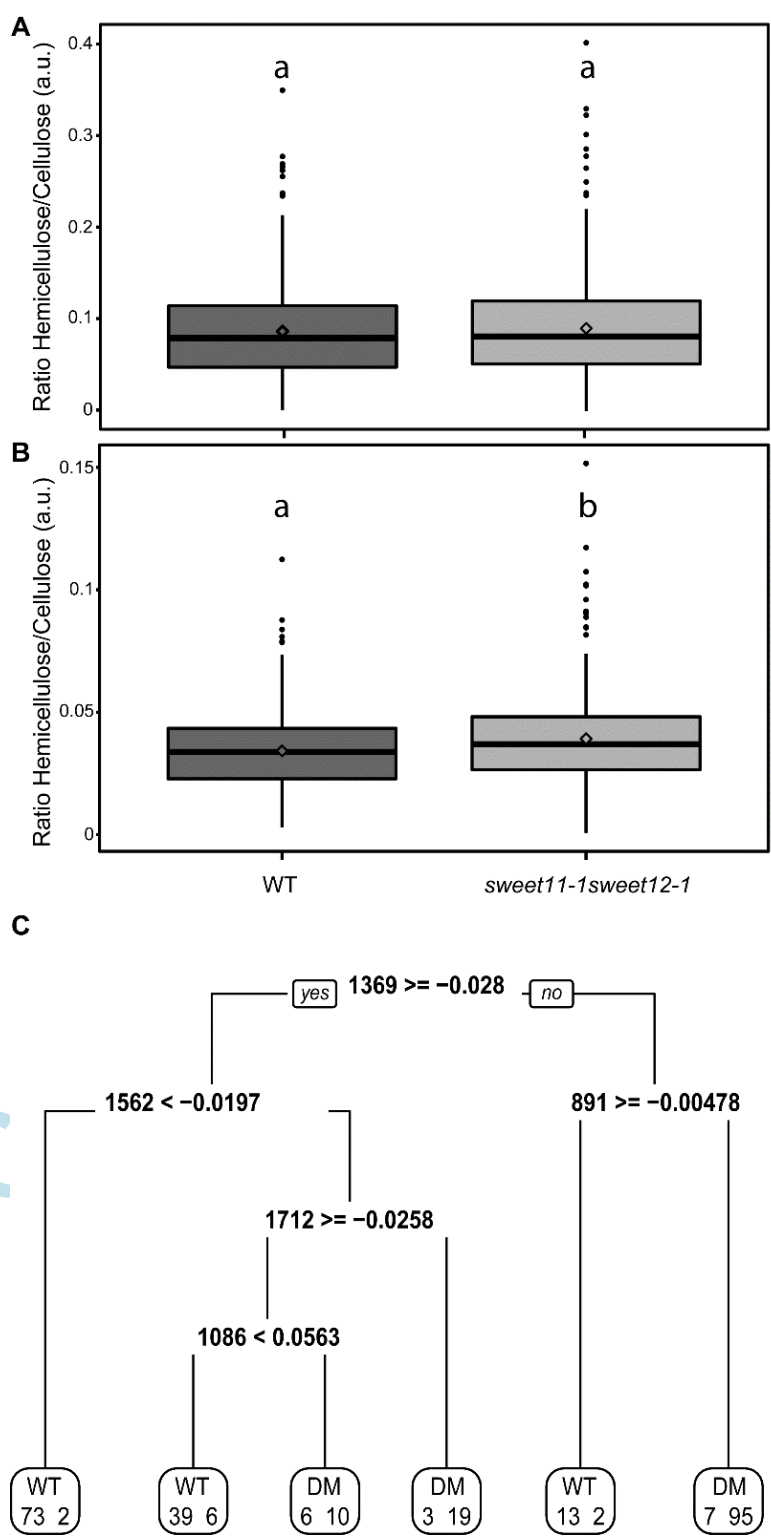 A
Ratio Hemicellulose/Cellulose (a.u.)
0.4
0.3
0.2
0.1
0
a a
B
Ratio Hemicellulose/Cellulose (a.u.)
0.15
0.1
0.05
0
a b
WT sweet11-1sweet12-1
C
yes 1369 >= −0.028 no
1562 < −0.0197 891 >= −0.00478
1712 >= −0.0258
1086 < 0.0563
WT WT DM DM WT DM
73 2 39 6 6 10 3 19 13 2 7 95